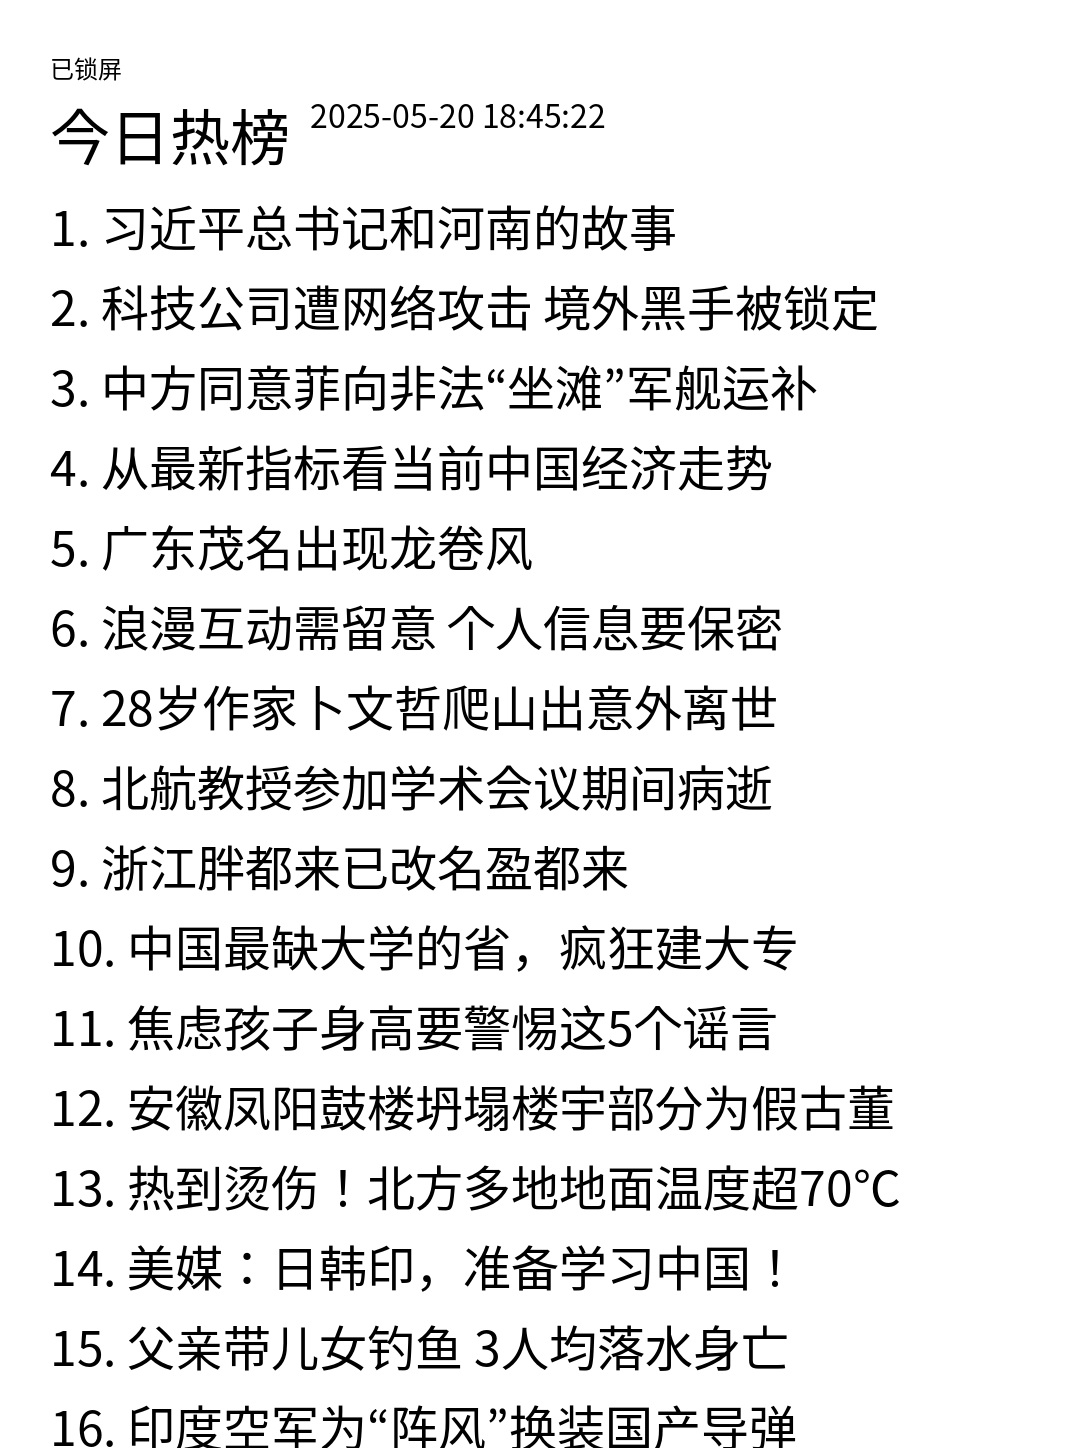 已锁屏
今日热榜 2025-05-20 18:45:22
1. 习近平总书记和河南的故事
2. 科技公司遭网络攻击 境外黑手被锁定
3. 中方同意菲向非法“坐滩”军舰运补
4. 从最新指标看当前中国经济走势
5. 广东茂名出现龙卷风
6. 浪漫互动需留意 个人信息要保密
7. 28岁作家卜文哲爬山出意外离世
8. 北航教授参加学术会议期间病逝
9. 浙江胖都来已改名盈都来
10. 中国最缺大学的省，疯狂建大专
11. 焦虑孩子身高要警惕这5个谣言
12. 安徽凤阳鼓楼坍塌楼宇部分为假古董
13. 热到烫伤！北方多地地面温度超70℃
14. 美媒：日韩印，准备学习中国！
15. 父亲带儿女钓鱼 3人均落水身亡
16. 印度空军为“阵风”换装国产导弹